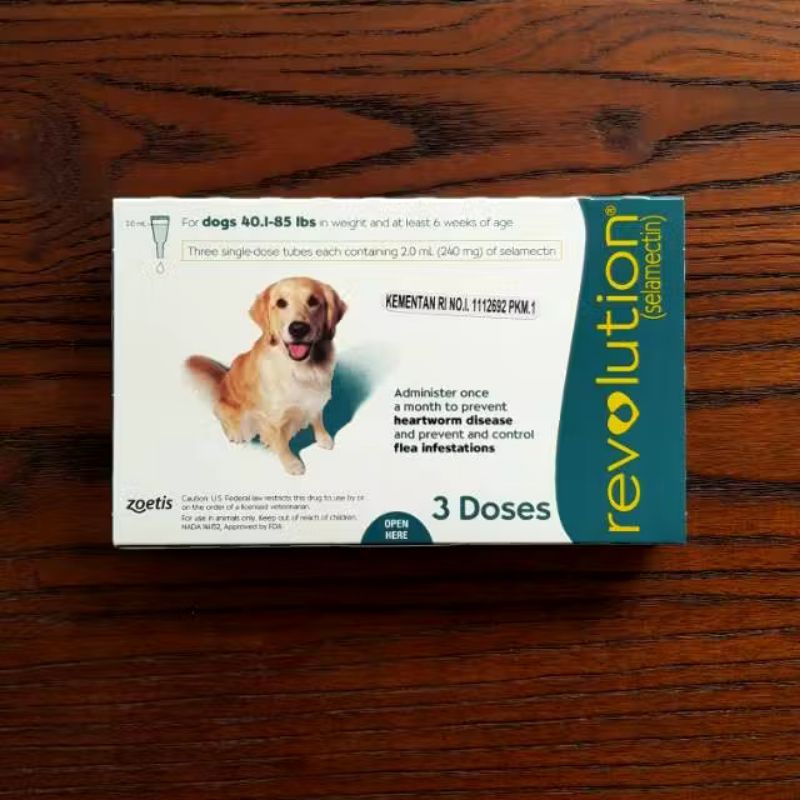 2.0 mL
For dogs 40.1-85 lbs in weight and at least 6 weeks of age
Three single-dose tubes each containing 2.0 mL (240 mg) of selamectin
KEMENTAN RI NO.I. 1112692 PKM.1
Administer once
a month to prevent
heartworm disease
and prevent and control
flea infestations
zoetis
Caution: U.S. Federal law restricts this drug to use by or
on the order of a licensed veterinarian.
For use in animals only. Keep out of reach of children.
NADA 141-152, Approved by FDA
OPEN
HERE
3 Doses
revolution®
(selamectin)